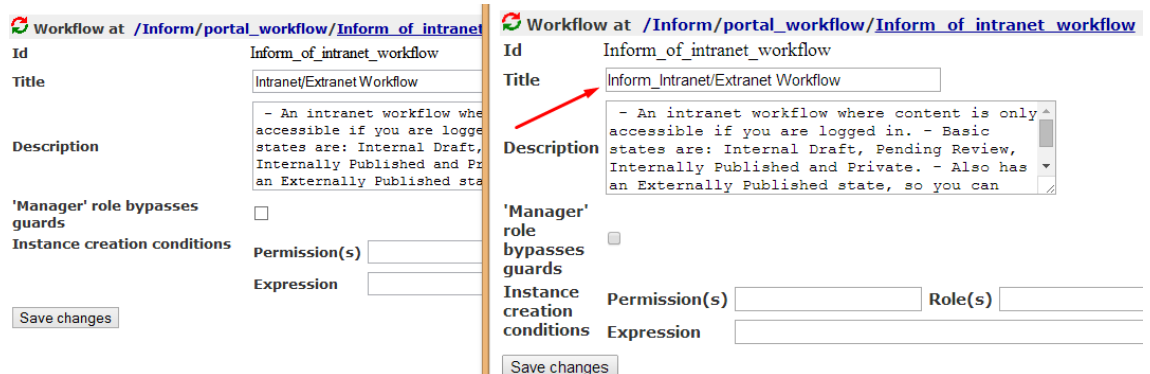 Workflow at /Inform/portal_workflow/Inform_of_intranet
Id Inform_of_intranet_workflow
Title Intranet/Extranet Workflow
Description
- An intranet workflow whe
accessible if you are logge
states are: Internal Draft,
Internally Published and Pr
an Externally Published sta
'Manager' role bypasses
guards
Instance creation conditions
Permission(s)
Expression
Save changes
Workflow at /Inform/portal_workflow/Inform_of_intranet_workflow
Id Inform_of_intranet_workflow
Title Inform_Intranet/Extranet Workflow
Description
- An intranet workflow where content is only
accessible if you are logged in. - Basic
states are: Internal Draft, Pending Review,
Internally Published and Private. - Also has
an Externally Published state, so you can
'Manager'
role
bypasses
guards
Instance
creation
conditions
Permission(s) Role(s)
Expression
Save changes